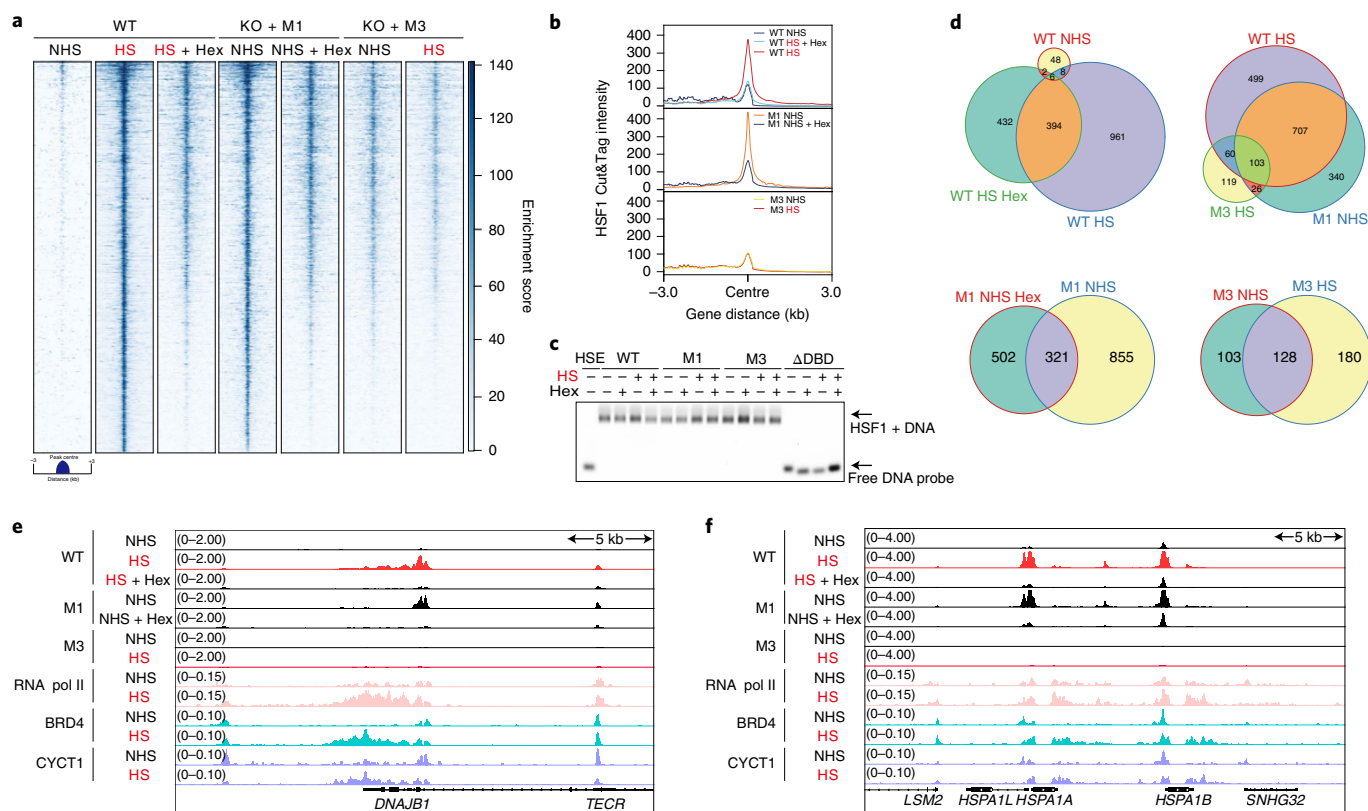 a
WT
KO + M1
KO + M3
NHS
HS
HS + Hex
NHS
NHS + Hex
NHS
HS
140
120
100
80
60
40
20
0
Enrichment score
Peak centre
−3
+3
Distance (kb)
b
HSF1 Cut&Tag intensity
400
300
200
100
0
WT NHS
WT HS + Hex
WT HS
400
300
200
100
0
M1 NHS
M1 NHS + Hex
400
300
200
100
0
M3 NHS
M3 HS
−3.0
Centre
3.0
Gene distance (kb)
c
HSE
WT
M1
M3
ΔDBD
HS
− − + + − − + + − − + + − − + +
Hex
− + − + − + − + − + − + − + − +
HSF1 + DNA
Free DNA probe
d
WT NHS
48
2
6
8
432
394
961
WT HS Hex
WT HS
WT HS
499
707
60
103
340
119
26
M3 HS
M1 NHS
M1 NHS Hex
M1 NHS
502
321
855
M3 NHS
M3 HS
103
128
180
e
5 kb
WT
NHS
(0–2.00)
HS
(0–2.00)
HS + Hex
(0–2.00)
M1
NHS
(0–2.00)
NHS + Hex
(0–2.00)
M3
NHS
(0–2.00)
HS
(0–2.00)
RNA pol II
NHS
(0–0.15)
HS
(0–0.15)
BRD4
NHS
(0–0.10)
HS
(0–0.10)
CYCT1
NHS
(0–0.10)
HS
(0–0.10)
DNAJB1
TECR
f
5 kb
WT
NHS
(0–4.00)
HS
(0–4.00)
HS + Hex
(0–4.00)
M1
NHS
(0–4.00)
NHS + Hex
(0–4.00)
M3
NHS
(0–4.00)
HS
(0–4.00)
RNA pol II
NHS
(0–0.15)
HS
(0–0.15)
BRD4
NHS
(0–0.10)
HS
(0–0.10)
CYCT1
NHS
(0–0.10)
HS
(0–0.10)
LSM2
HSPA1L
HSPA1A
HSPA1B
SNHG32